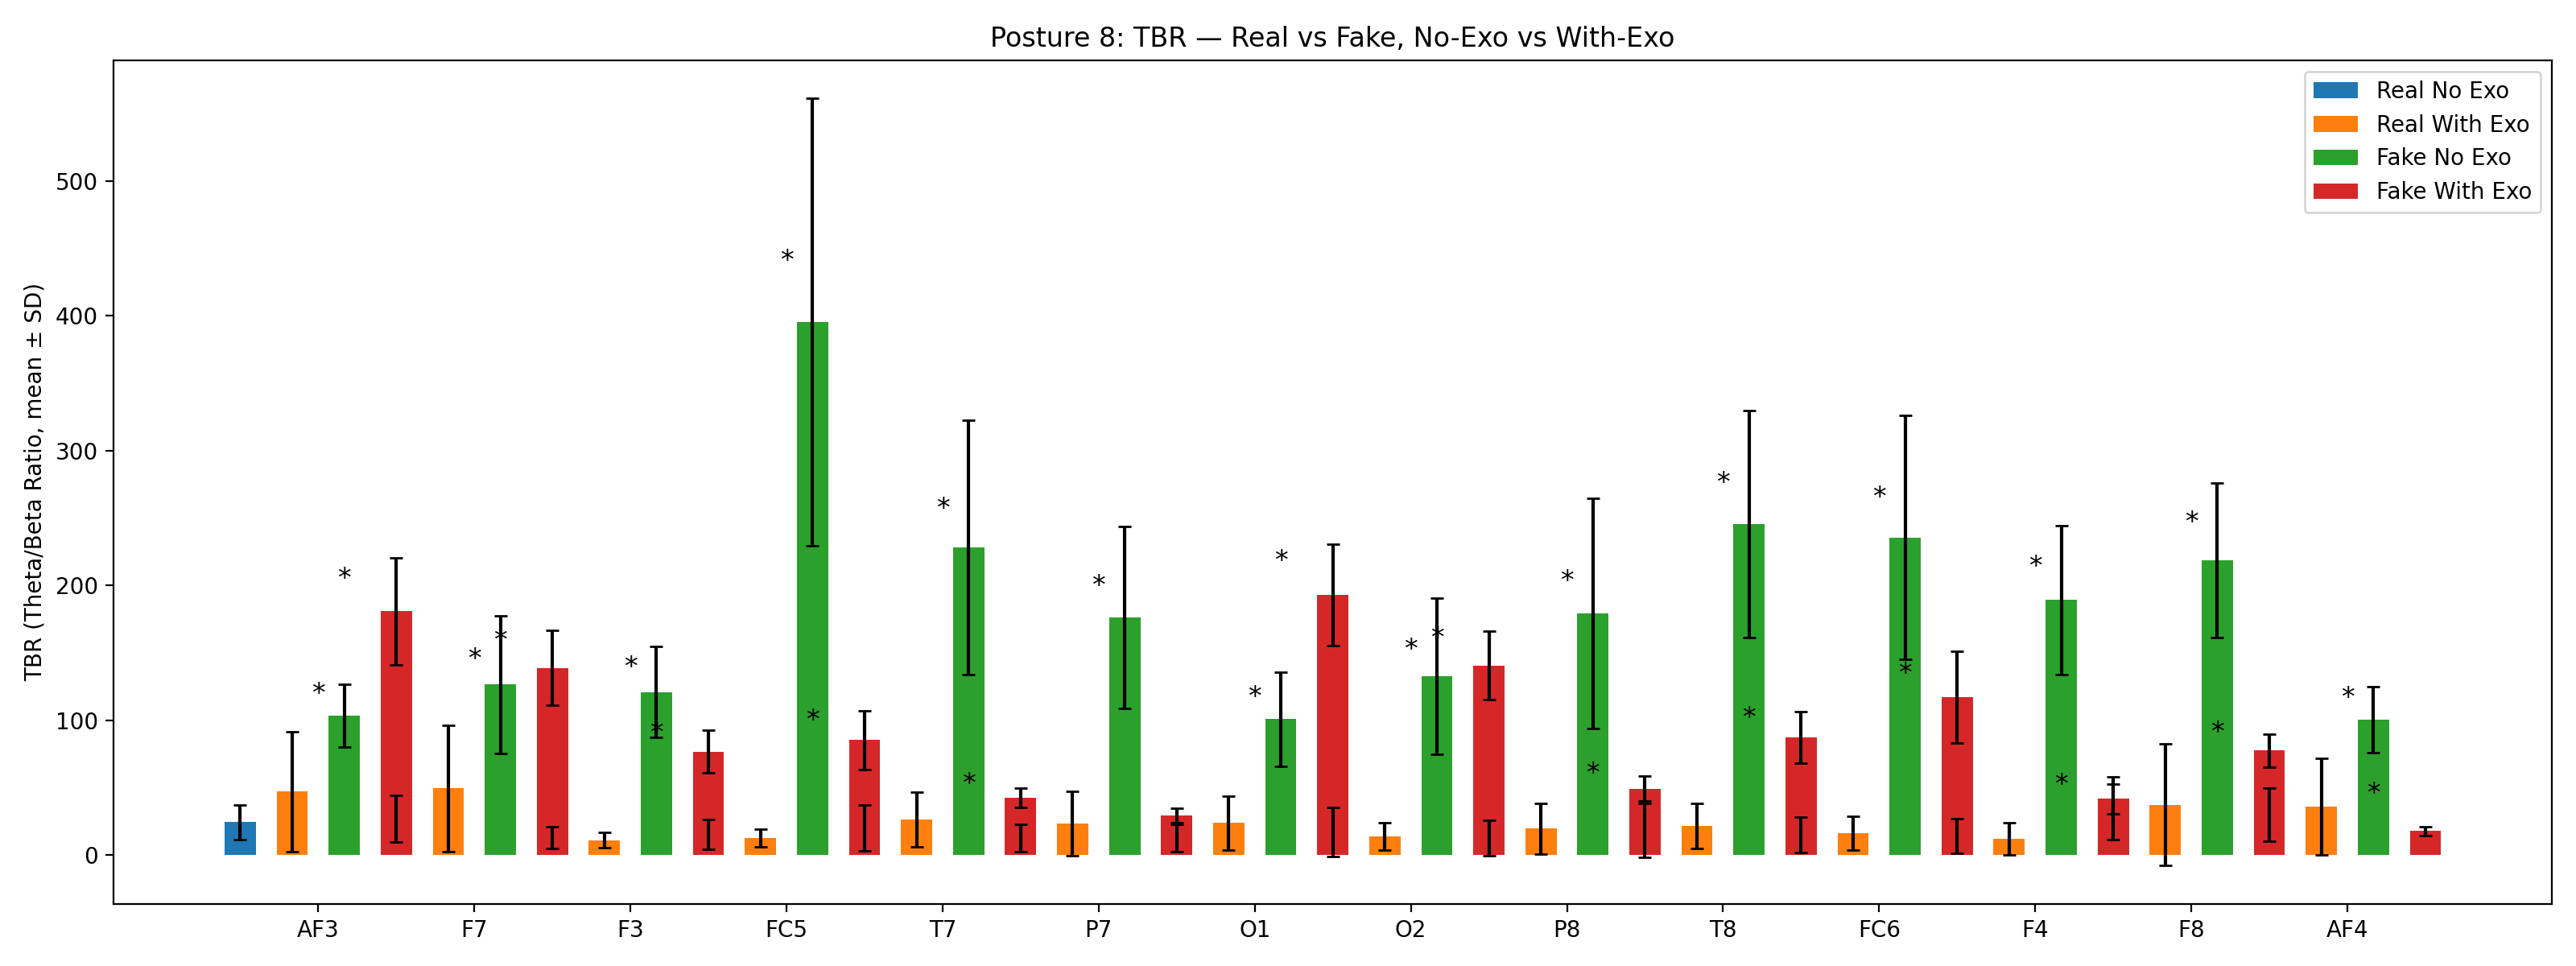 Posture 8: TBR — Real vs Fake, No-Exo vs With-Exo
Real No Exo
Real With Exo
Fake No Exo
Fake With Exo
TBR (Theta/Beta Ratio, mean ± SD)
500
400
300
200
100
0
AF3 F7 F3 FC5 T7 P7 O1 O2 P8 T8 FC6 F4 F8 AF4